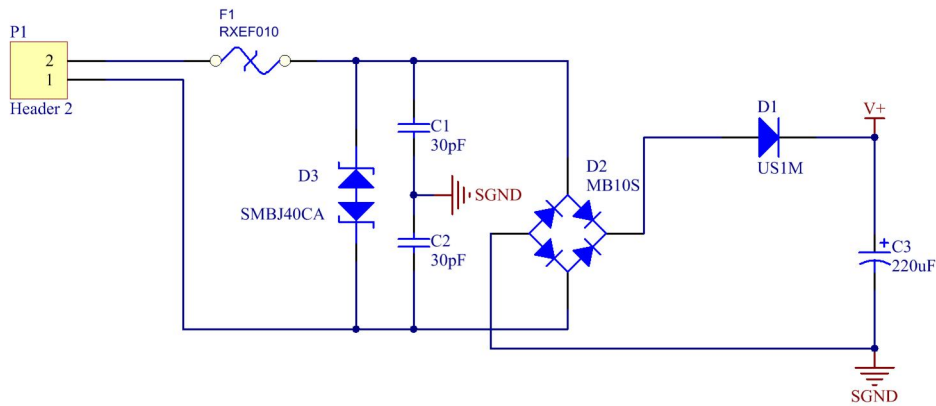 P1
2
1
Header 2
F1
RXEF010
D3
SMBJ40CA
C1
30pF
SGND
C2
30pF
D2
MB10S
D1
US1M
V+
+
C3
220uF
SGND